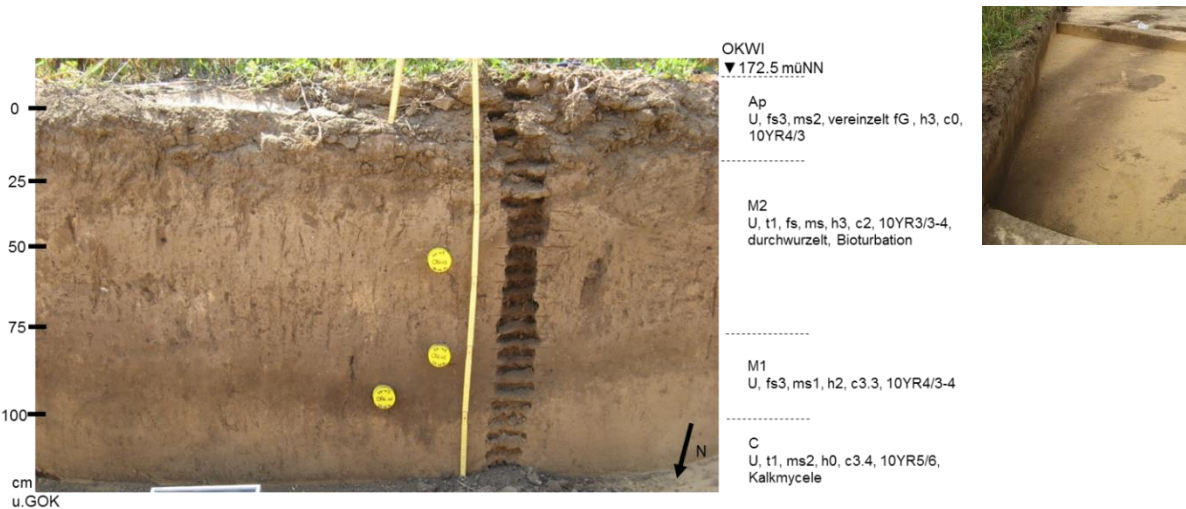 OKWI
▼ 172.5 müNN
0
Ap
U, fs3, ms2, vereinzelt fG , h3, c0,
10YR4/3
25
M2
U, t1, fs, ms, h3, c2, 10YR3/3-4,
durchwurzelt, Bioturbation
50
75
M1
U, fs3, ms1, h2, c3.3, 10YR4/3-4
100
N
C
U, t1, ms2, h0, c3.4, 10YR5/6,
Kalkmycele
cm
u.GOK